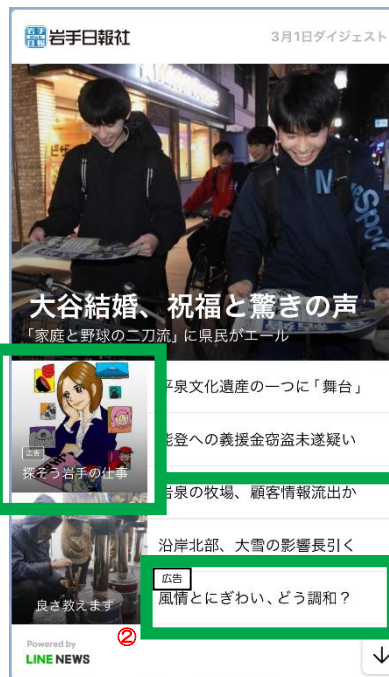 岩手日報社
3月1日ダイジェスト
大谷結婚、祝福と驚きの声
「家庭と野球の二刀流」に県民がエール
平泉文化遺産の一つに「舞台」
能登への義援金窃盗未遂疑い
広告
探そう岩手の仕事
岩泉の牧場、顧客情報流出か
沿岸北部、大雪の影響長引く
広告
風情とにぎわい、どう調和？
良さ教えます
②
Powered by
LINE NEWS